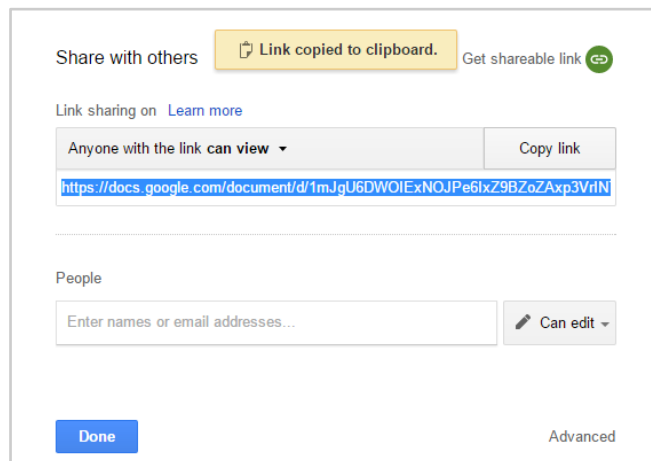 Link copied to clipboard.
Share with others
Get shareable link
Link sharing on Learn more
Anyone with the link can view
Copy link
https://docs.google.com/document/d/1mJgU6DWOIExNOJPe6IxZ9BZoZAxp3VrIN
People
Enter names or email addresses...
Can edit
Done
Advanced